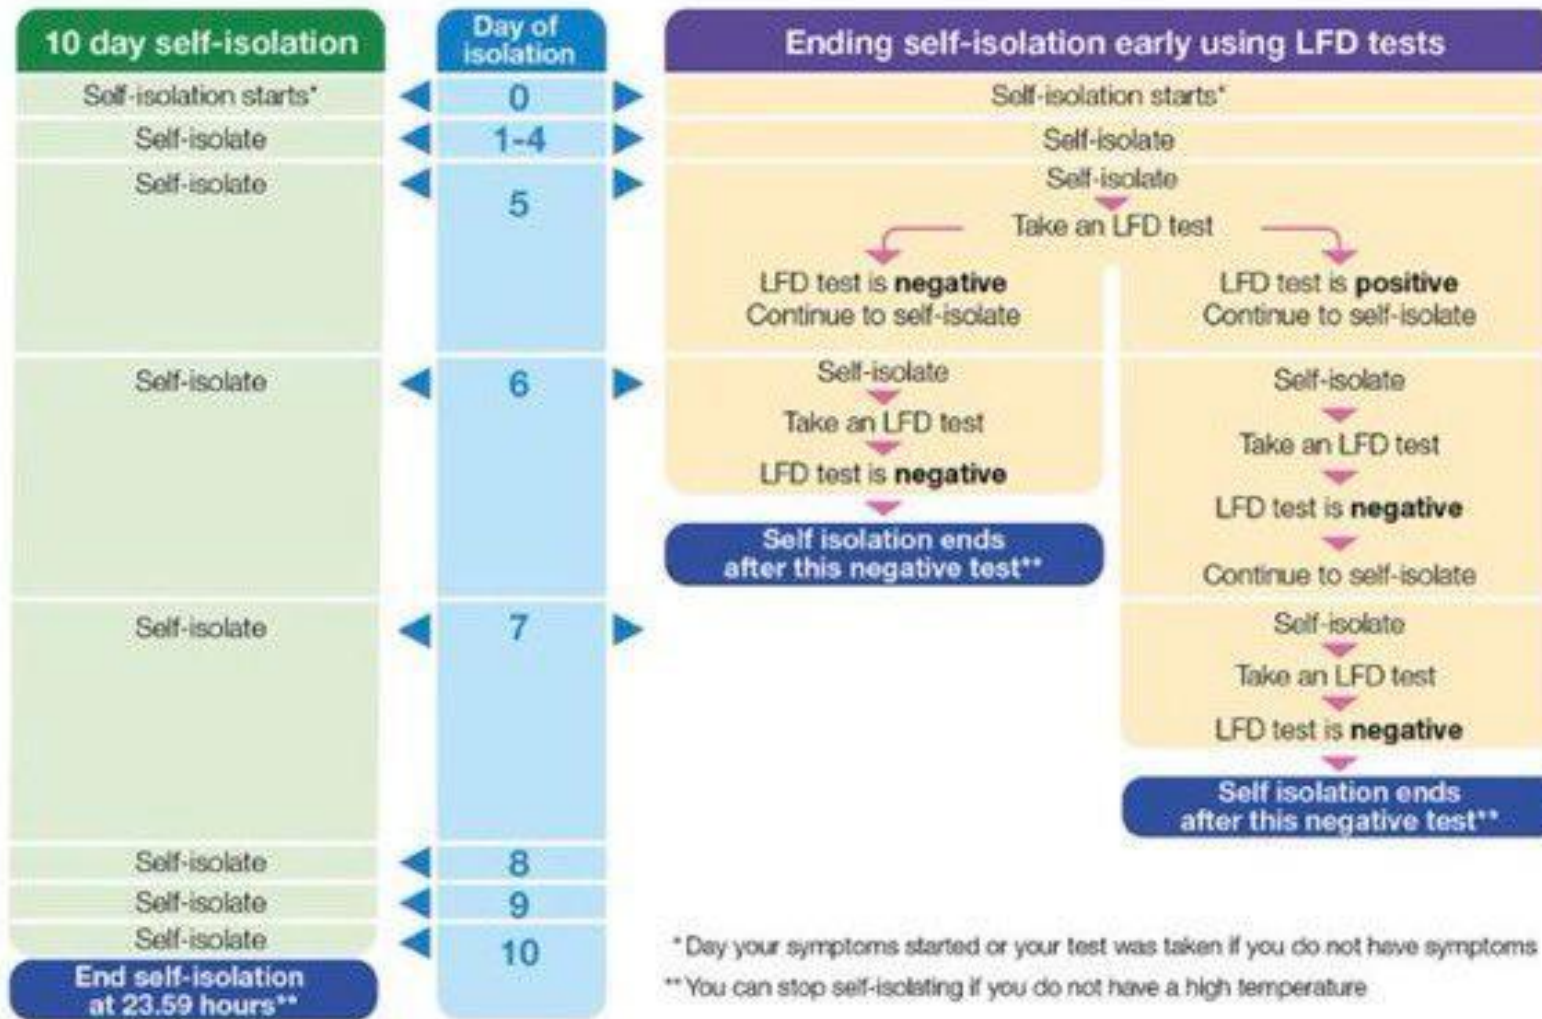 10 day self-isolation
Day of
isolation
Ending self-isolation early using LFD tests
Self-isolation starts*
0
Self-isolation starts*
Self-isolate
1-4
Self-isolate
Self-isolate
5
Self-isolate
Take an LFD test
LFD test is negative
Continue to self-isolate
LFD test is positive
Continue to self-isolate
Self-isolate
6
Self-isolate
Take an LFD test
LFD test is negative
Self isolation ends
after this negative test**
Self-isolate
Take an LFD test
LFD test is negative
Continue to self-isolate
Self-isolate
7
Self-isolate
Take an LFD test
LFD test is negative
Self isolation ends
after this negative test**
Self-isolate
8
Self-isolate
9
Self-isolate
10
End self-isolation
at 23.59 hours**
* Day your symptoms started or your test was taken if you do not have symptoms
** You can stop self-isolating if you do not have a high temperature